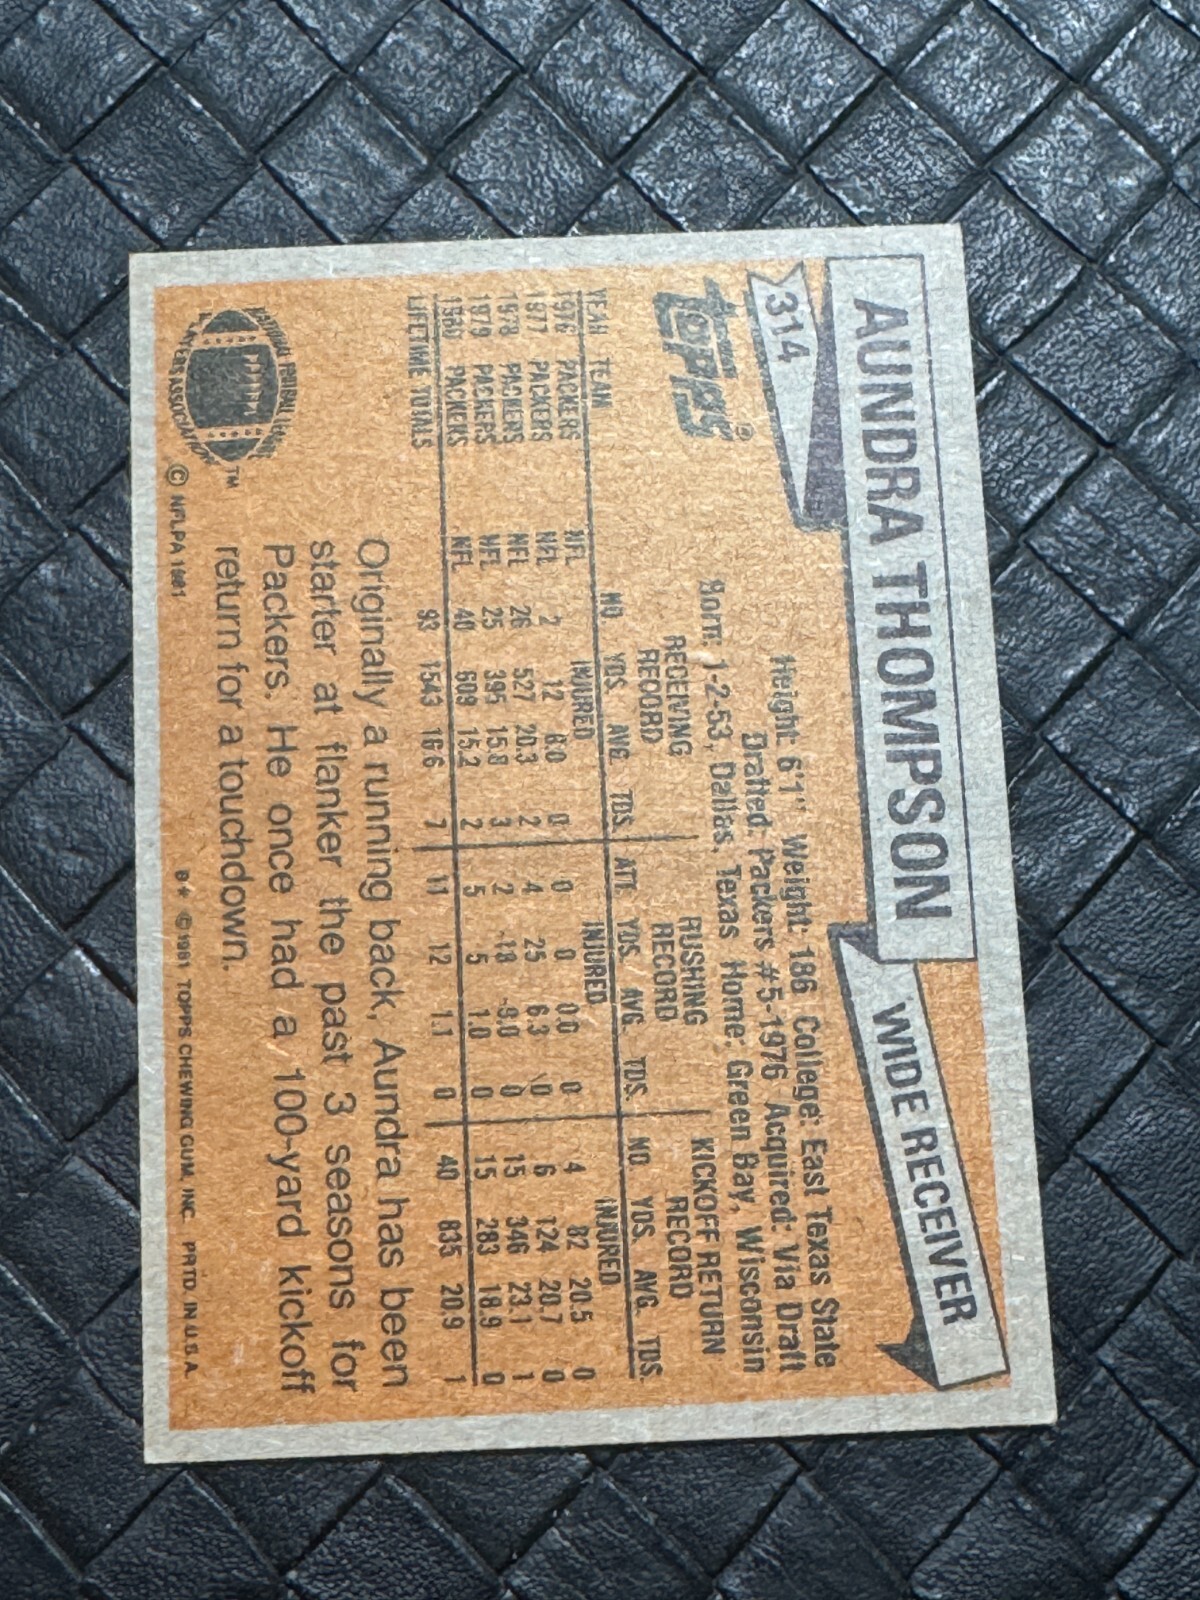 AUNDRA THOMPSON
WIDE RECEIVER
314
topps®
Height: 6'1" Weight: 186 College: East Texas State
Drafted: Packers #5-1976 Acquired: Via Draft
Born: 1-2-53, Dallas, Texas Home: Green Bay, Wisconsin
RECEIVING RECORD RUSHING RECORD KICKOFF RETURN RECORD
YEAR TEAM NO. YDS. AVG. TDS. ATT. YDS. AVG. TDS. NO. YDS. AVG. TDS.
1976 PACKERS NFL INJURED INJURED INJURED
1977 PACKERS NFL 2 12 6.0 0 0 0 0.0 0 4 82 20.5 0
1978 PACKERS NFL 26 527 20.3 2 4 25 6.3 0 6 124 20.7 0
1979 PACKERS NFL 25 395 15.8 3 2 -18 -9.0 0 15 346 23.1 1
1980 PACKERS NFL 40 609 15.2 2 5 5 1.0 0 15 283 18.9 0
LIFETIME TOTALS 93 1543 16.6 7 11 12 1.1 0 40 835 20.9 1
Originally a running back, Aundra has been
starter at flanker the past 3 seasons for
Packers. He once had a 100-yard kickoff
return for a touchdown.
NATIONAL FOOTBALL LEAGUE
PLAYERS ASSOCIATION
TM
© NFLPA 1981
B* © 1981 TOPPS CHEWING GUM, INC. PRTD. IN U.S.A.